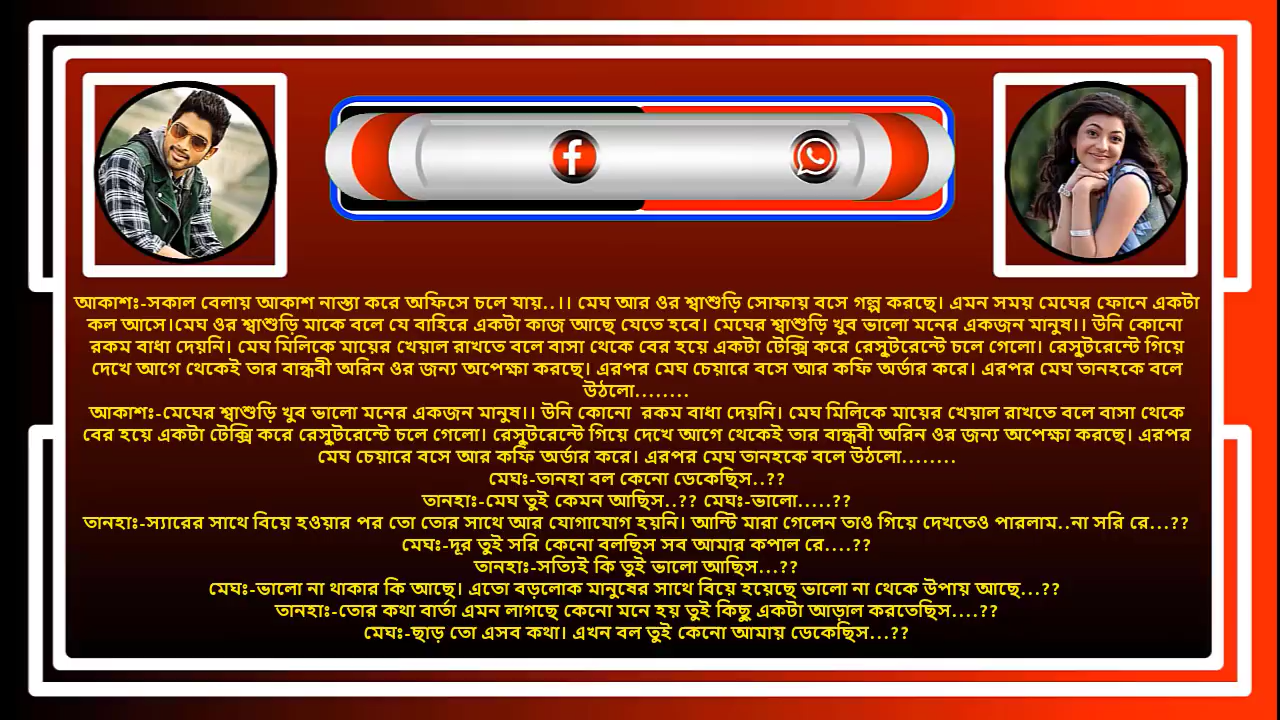 আকাশঃ-সকাল বেলায় আকাশ নাস্তা করে অফিসে চলে যায়..।। মেঘ আর ওর শ্বাশুড়ি সোফায় বসে গল্প করছে। এমন সময় মেঘের ফোনে একটা
কল আসে।মেঘ ওর শ্বাশুড়ি মাকে বলে যে বাহিরে একটা কাজ আছে যেতে হবে। মেঘের শ্বাশুড়ি খুব ভালো মনের একজন মানুষ।। উনি কোনো
রকম বাধা দেয়নি। মেঘ মিলিকে মায়ের খেয়াল রাখতে বলে বাসা থেকে বের হয়ে একটা টেক্সি করে রেসুটরেন্টে চলে গেলো। রেসুটরেন্টে গিয়ে
দেখে আগে থেকেই তার বান্ধবী অরিন ওর জন্য অপেক্ষা করছে। এরপর মেঘ চেয়ারে বসে আর কফি অর্ডার করে। এরপর মেঘ তানহকে বলে
উঠলো........
আকাশঃ-মেঘের শ্বাশুড়ি খুব ভালো মনের একজন মানুষ।। উনি কোনো রকম বাধা দেয়নি। মেঘ মিলিকে মায়ের খেয়াল রাখতে বলে বাসা থেকে
বের হয়ে একটা টেক্সি করে রেসুটরেন্টে চলে গেলো। রেসুটরেন্টে গিয়ে দেখে আগে থেকেই তার বান্ধবী অরিন ওর জন্য অপেক্ষা করছে। এরপর
মেঘ চেয়ারে বসে আর কফি অর্ডার করে। এরপর মেঘ তানহকে বলে উঠলো........
মেঘঃ-তানহা বল কেনো ডেকেছিস..??
তানহাঃ-মেঘ তুই কেমন আছিস..?? মেঘঃ-ভালো.....??
তানহাঃ-স্যারের সাথে বিয়ে হওয়ার পর তো তোর সাথে আর যোগাযোগ হয়নি। আন্টি মারা গেলেন তাও গিয়ে দেখতেও পারলাম..না সরি রে...??
মেঘঃ-দূর তুই সরি কেনো বলছিস সব আমার কপাল রে....??
তানহাঃ-সত্যিই কি তুই ভালো আছিস...??
মেঘঃ-ভালো না থাকার কি আছে। এতো বড়লোক মানুষের সাথে বিয়ে হয়েছে ভালো না থেকে উপায় আছে...??
তানহাঃ-তোর কথা বার্তা এমন লাগছে কেনো মনে হয় তুই কিছু একটা আড়াল করতেছিস....??
মেঘঃ-ছাড় তো এসব কথা। এখন বল তুই কেনো আমায় ডেকেছিস...??